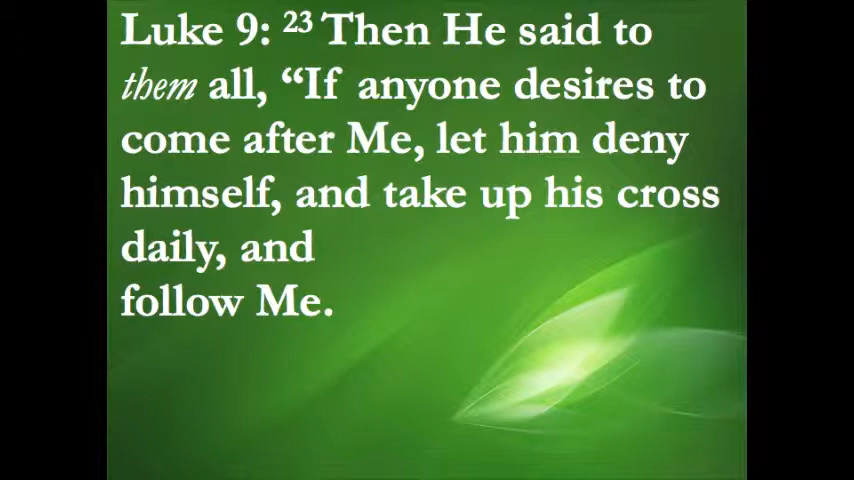 Luke 9: 23 Then He said to
them all, “If anyone desires to
come after Me, let him deny
himself, and take up his cross
daily, and
follow Me.